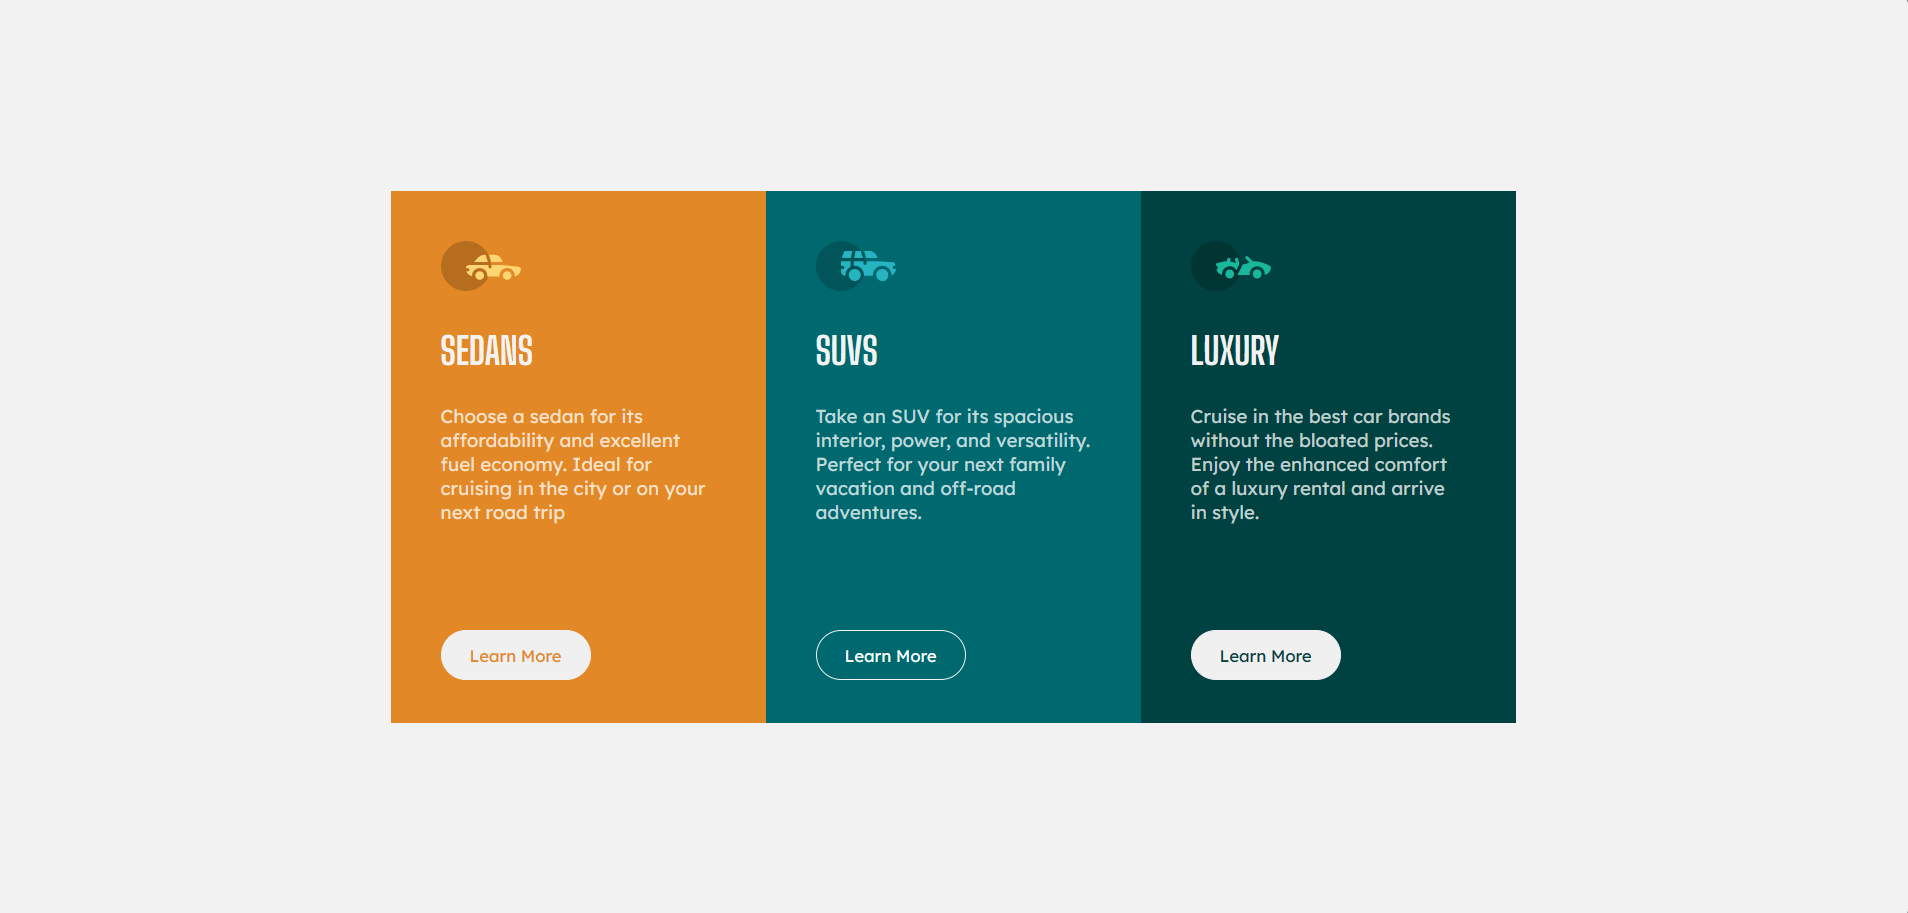 SEDANS
Choose a sedan for its
affordability and excellent
fuel economy. Ideal for
cruising in the city or on your
next road trip
Learn More
SUVS
Take an SUV for its spacious
interior, power, and versatility.
Perfect for your next family
vacation and off-road
adventures.
Learn More
LUXURY
Cruise in the best car brands
without the bloated prices.
Enjoy the enhanced comfort
of a luxury rental and arrive
in style.
Learn More